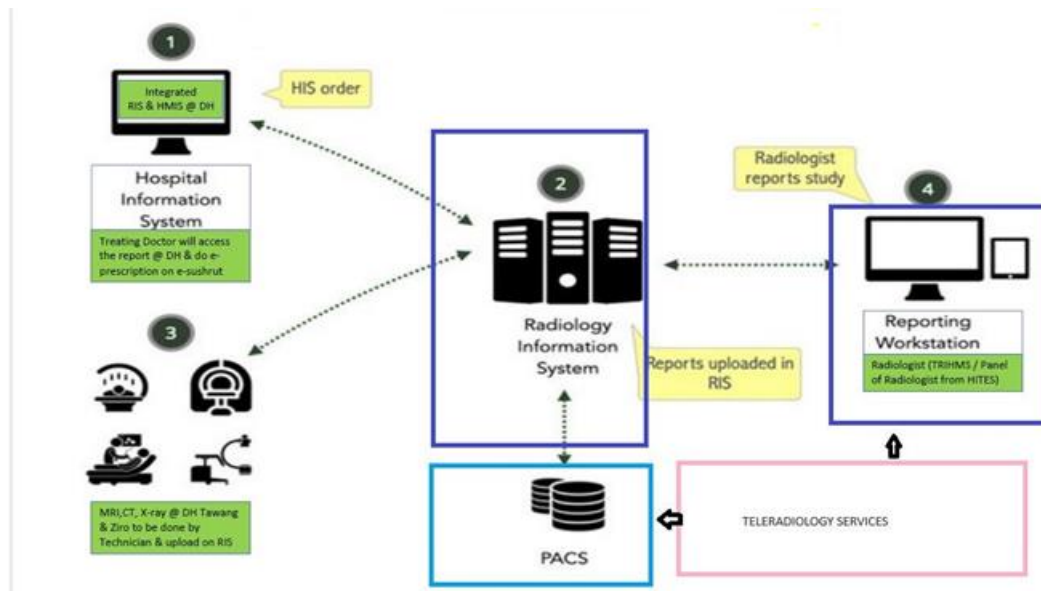 1
Integrated
RIS & HMIS @ DH
HIS order
Hospital
Information
System
Treating Doctor will access
the report @ DH & do e-
prescription on e-sushrut
3
MRI,CT, X-ray @ DH Tawang
& Ziro to be done by
Technician & upload on RIS
2
Radiology
Information
System
Reports uploaded in
RIS
PACS
Radiologist
reports study
4
Reporting
Workstation
Radiologist (TRIHMS / Panel
of Radiologist from HITES)
TELERADIOLOGY SERVICES